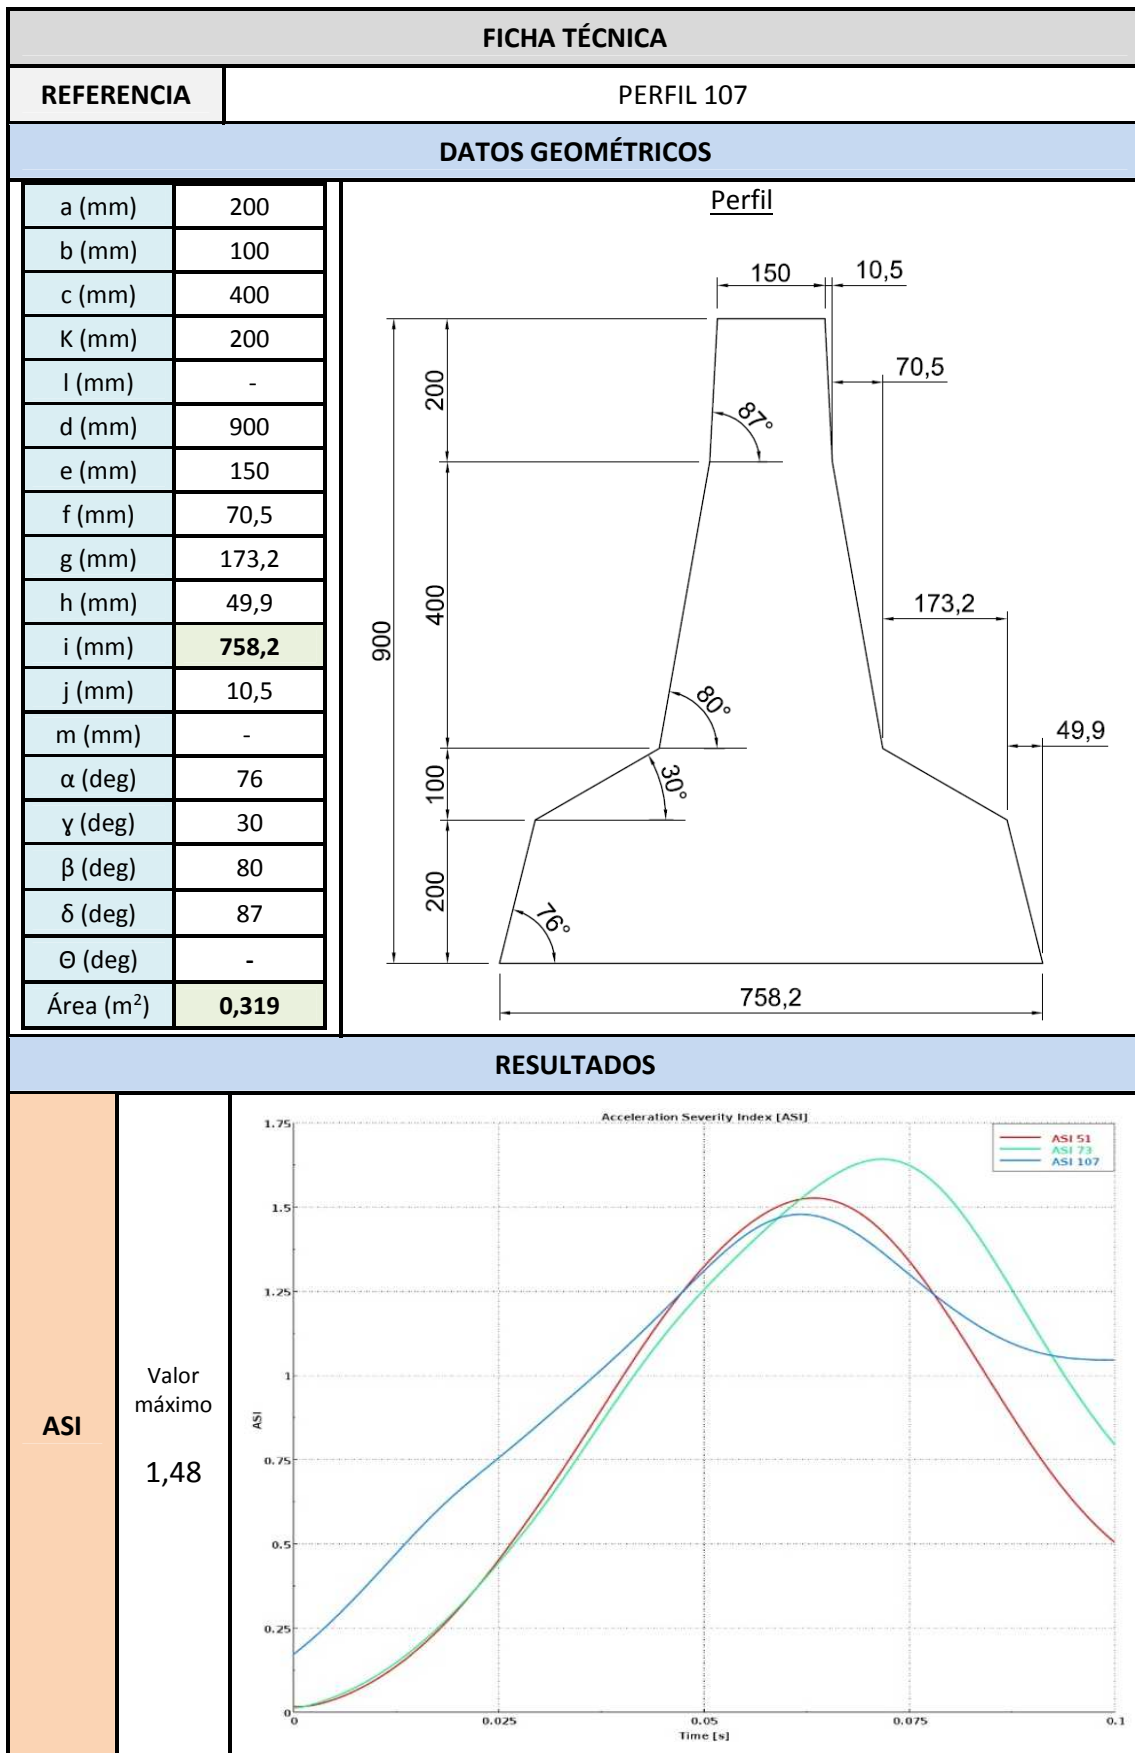 FICHA TÉCNICA
REFERENCIA PERFIL 107
DATOS GEOMÉTRICOS
a (mm) 200
b (mm) 100
c (mm) 400
K (mm) 200
l (mm) -
d (mm) 900
e (mm) 150
f (mm) 70,5
g (mm) 173,2
h (mm) 49,9
i (mm) 758,2
j (mm) 10,5
m (mm) -
α (deg) 76
ɣ (deg) 30
β (deg) 80
δ (deg) 87
Θ (deg) -
Área (m²) 0,319
Perfil
150 10,5
70,5
200
87°
900
400
173,2
80°
49,9
100
30°
200
76°
758,2
RESULTADOS
ASI
Valor
máximo
1,48
Acceleration Severity Index [ASI]
ASI 51
ASI 73
ASI 107
1.75
1.5
1.25
1
0.75
0.5
0.25
0
ASI
0 0.025 0.05 0.075 0.1
Time [s]